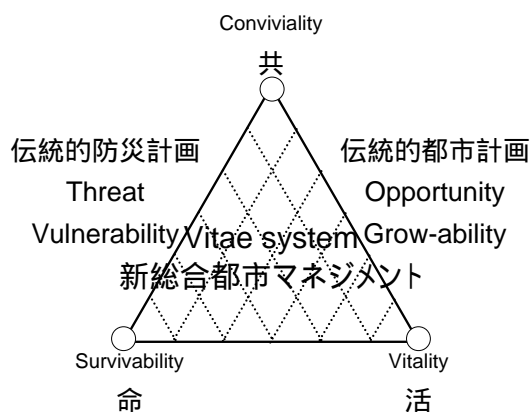 Conviviality
共
伝統的防災計画
Threat
Vulnerability
伝統的都市計画
Opportunity
Grow-ability
Vitae system
新総合都市マネジメント
Survivability
命
Vitality
活